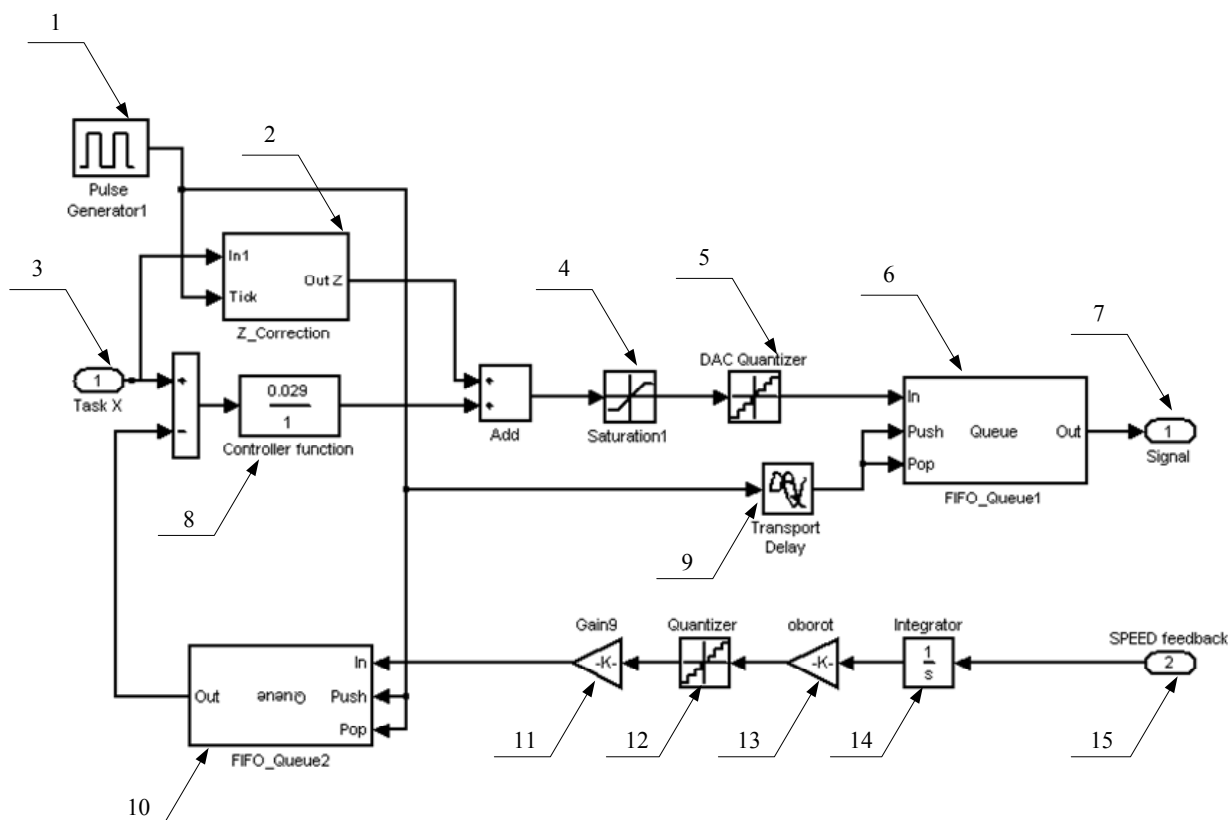 1
2
Pulse
Generator1
3
In1
Out Z
Tick
Z_Correction
4
5
6
7
1
Task X
+
−
0.029
1
Controller function
8
+
+
Add
Saturation1
DAC Quantizer
In
Push
Queue
Out
Pop
FIFO_Queue1
1
Signal
Transport
Delay
9
Gain9
Quantizer
oborot
Integrator
SPEED feedback
In
Out
Queue
Push
Pop
FIFO_Queue2
-K-
-K-
1
s
2
10
11
12
13
14
15